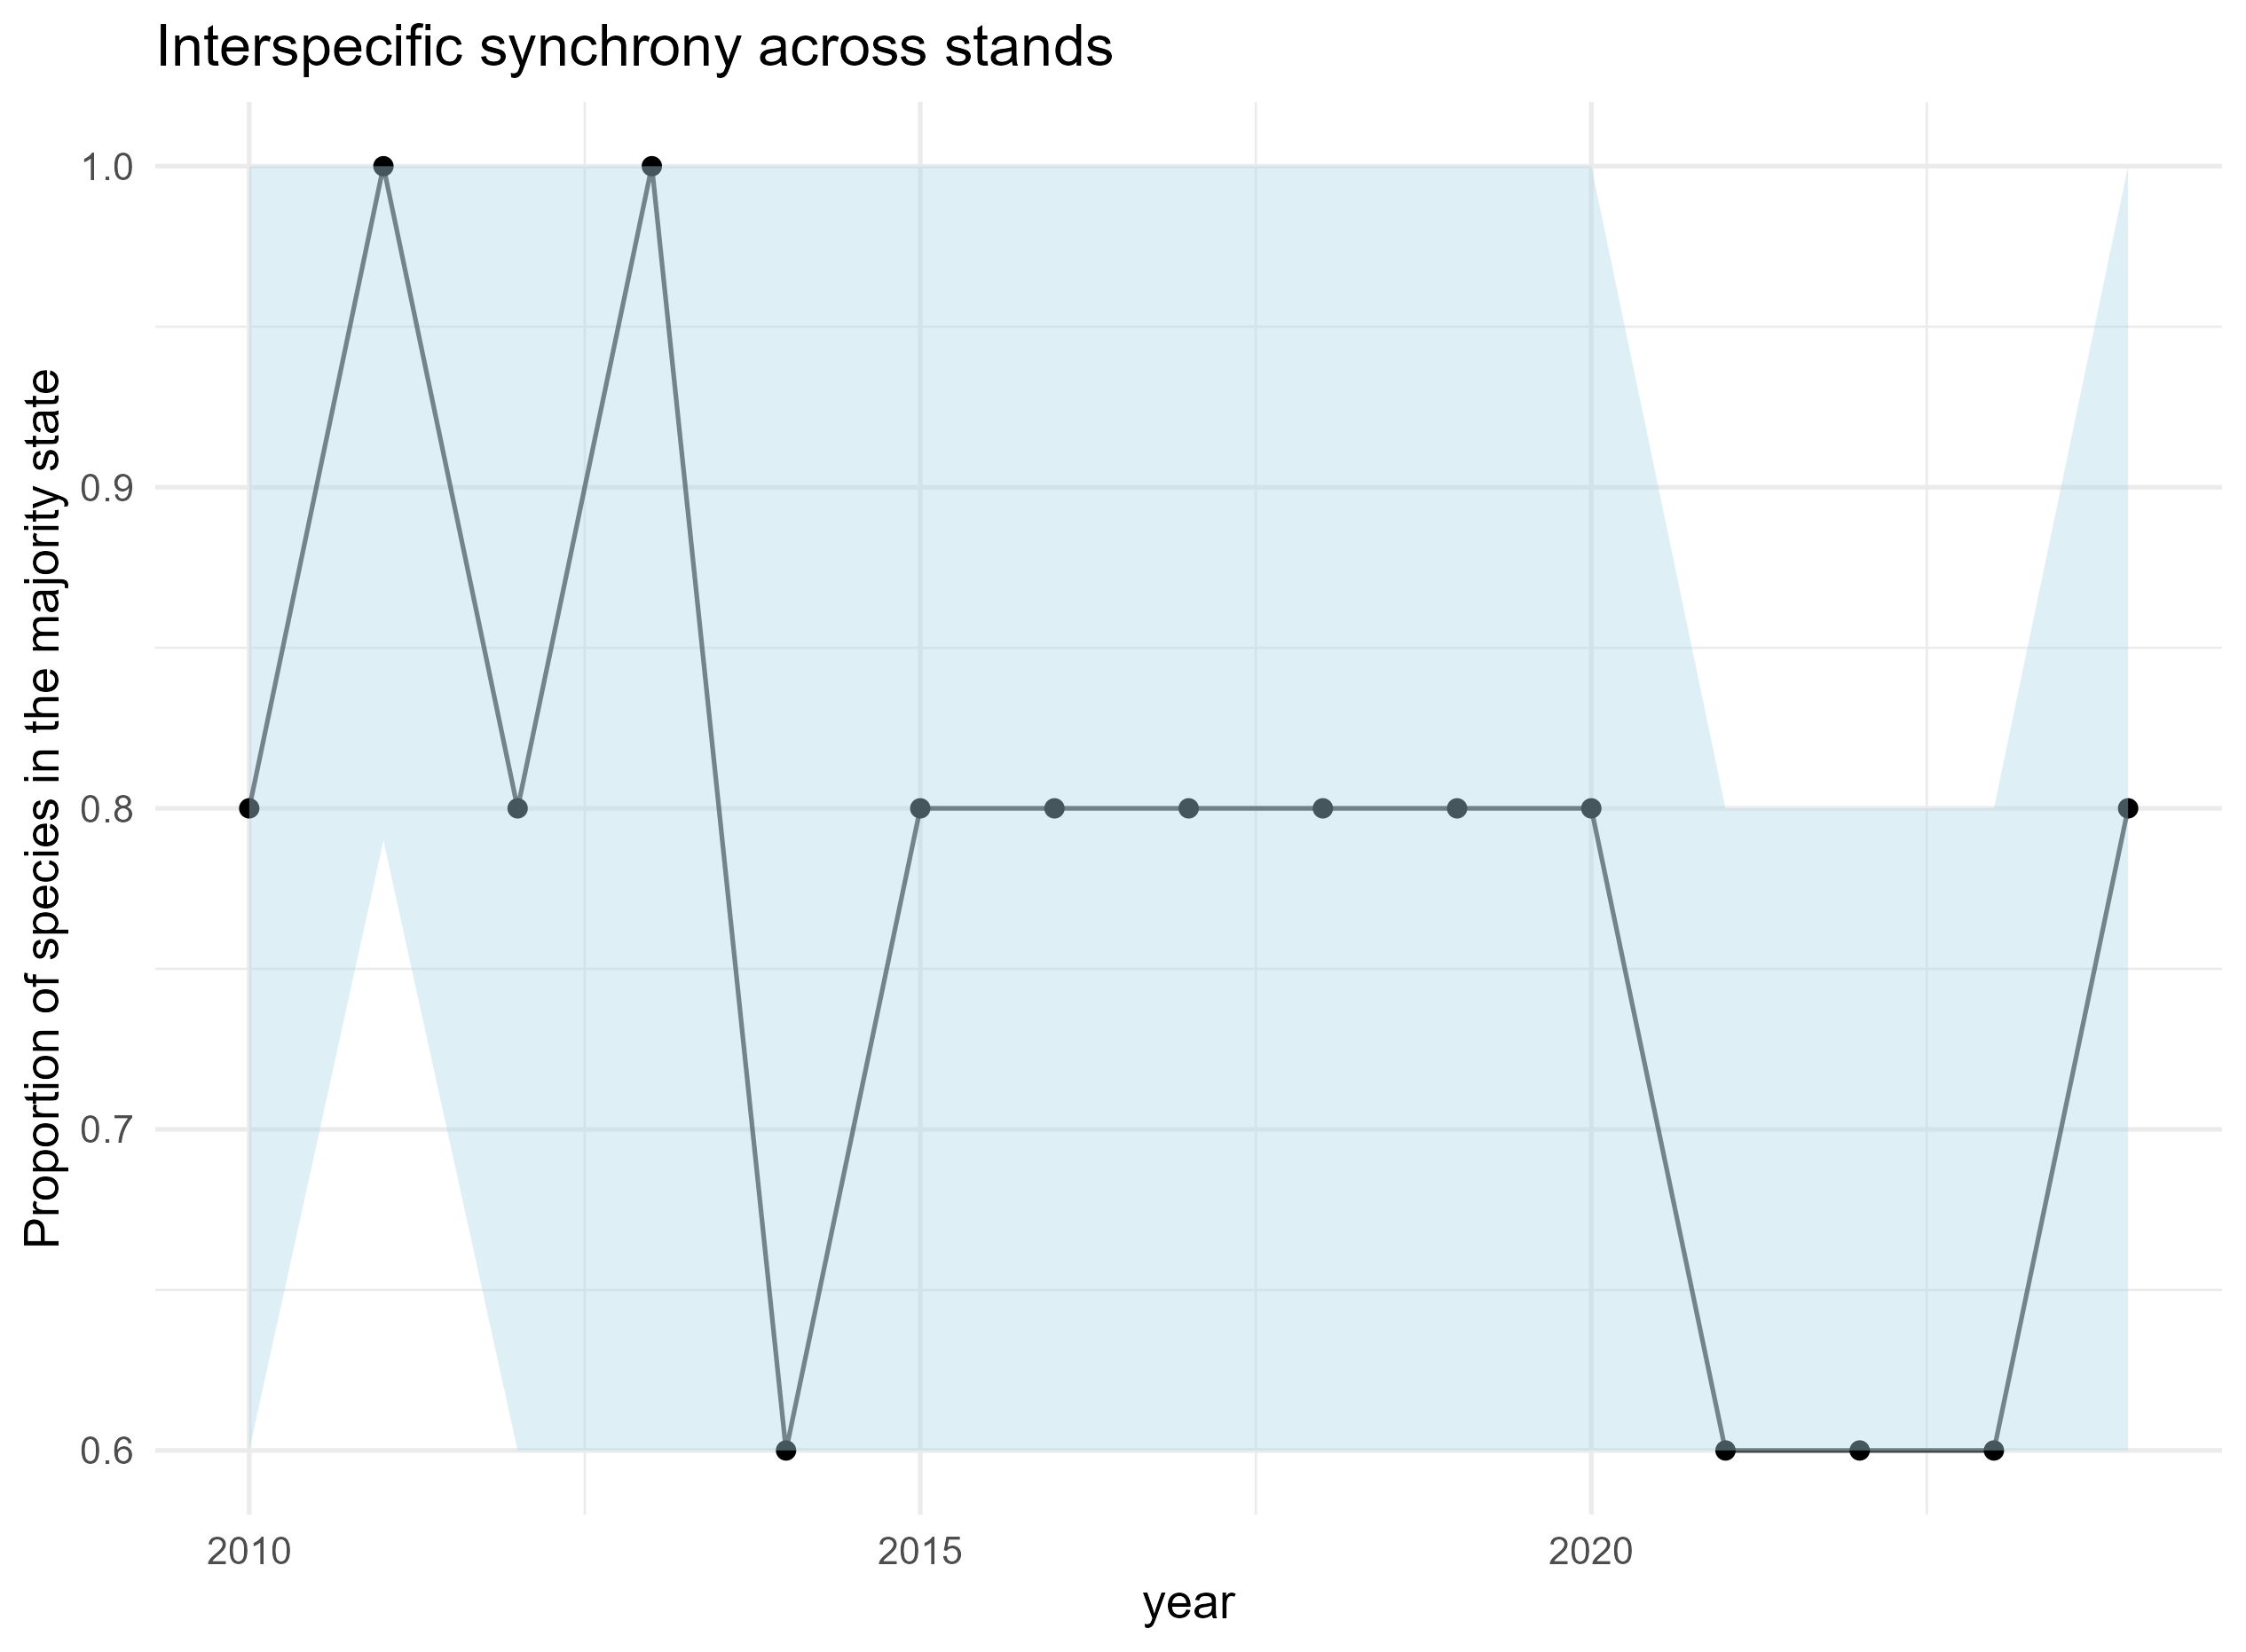 Interspecific synchrony across stands
Proportion of species in the majority state
1.0
0.9
0.8
0.7
0.6
2010
2015
2020
year